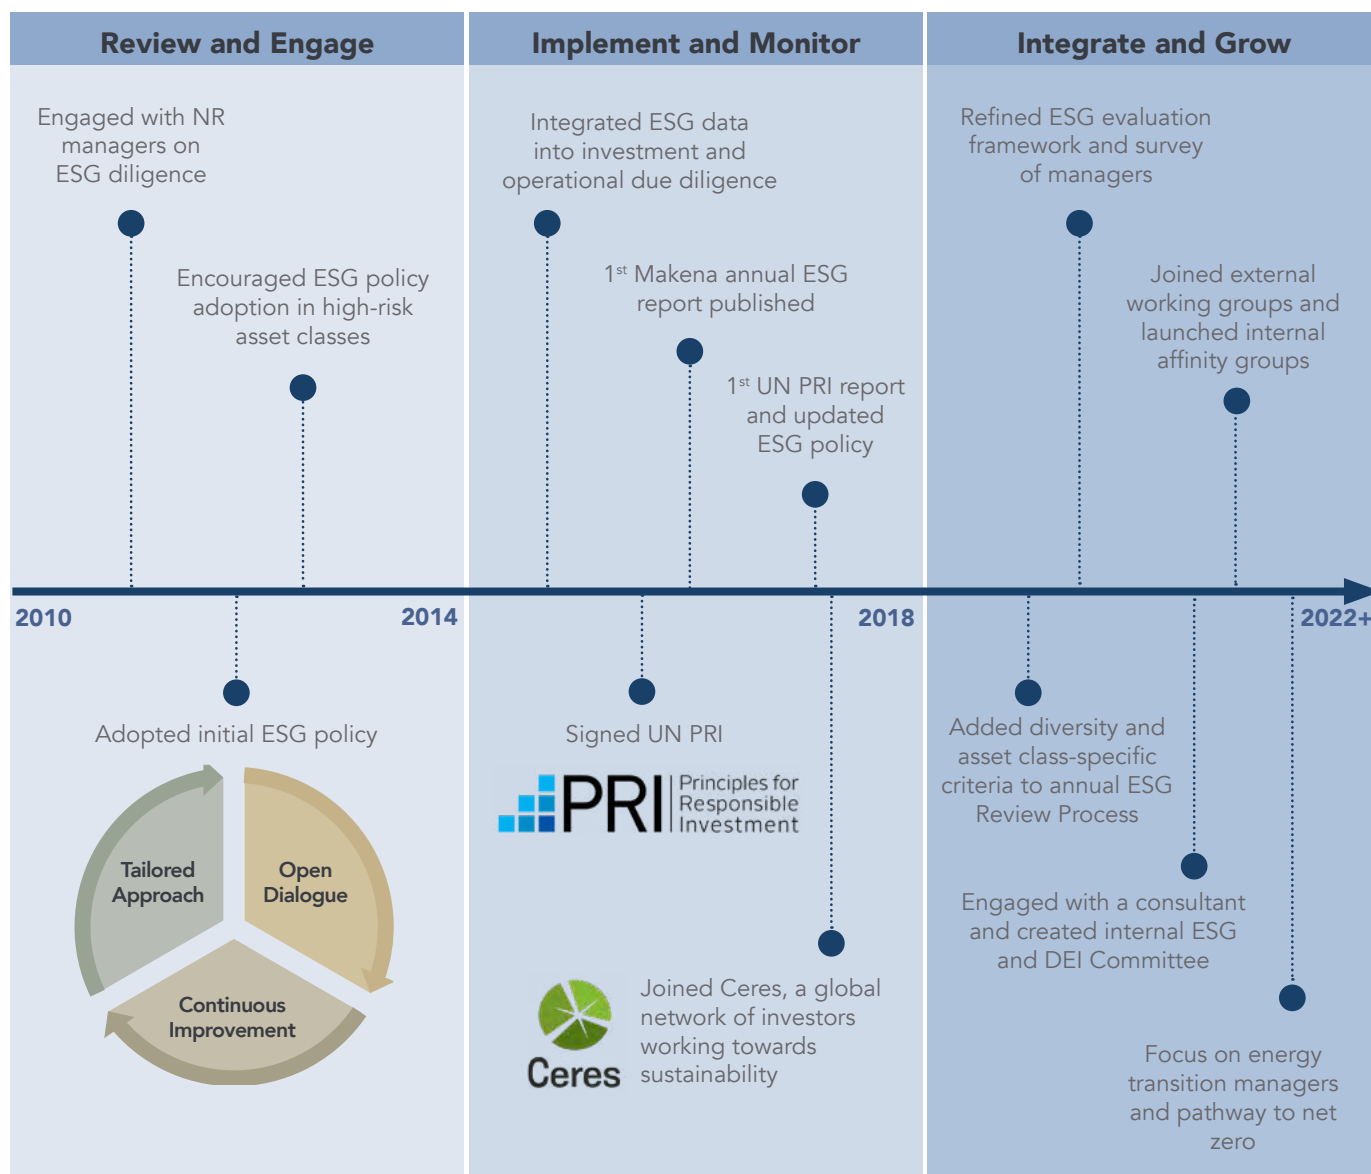 Review and Engage
Engaged with NR
managers on
ESG diligence
Encouraged ESG policy
adoption in high-risk
asset classes
2010
2014
Adopted initial ESG policy
Tailored
Approach
Open
Dialogue
Continuous
Improvement
Implement and Monitor
Integrated ESG data
into investment and
operational due diligence
1st Makena annual ESG
report published
1st UN PRI report
and updated
ESG policy
2018
Signed UN PRI
PRI
Principles for
Responsible
Investment
Ceres
Joined Ceres, a global
network of investors
working towards
sustainability
Integrate and Grow
Refined ESG evaluation
framework and survey
of managers
Joined external
working groups and
launched internal
affinity groups
2022+
Added diversity and
asset class-specific
criteria to annual ESG
Review Process
Engaged with a consultant
and created internal ESG
and DEI Committee
Focus on energy
transition managers
and pathway to net
zero